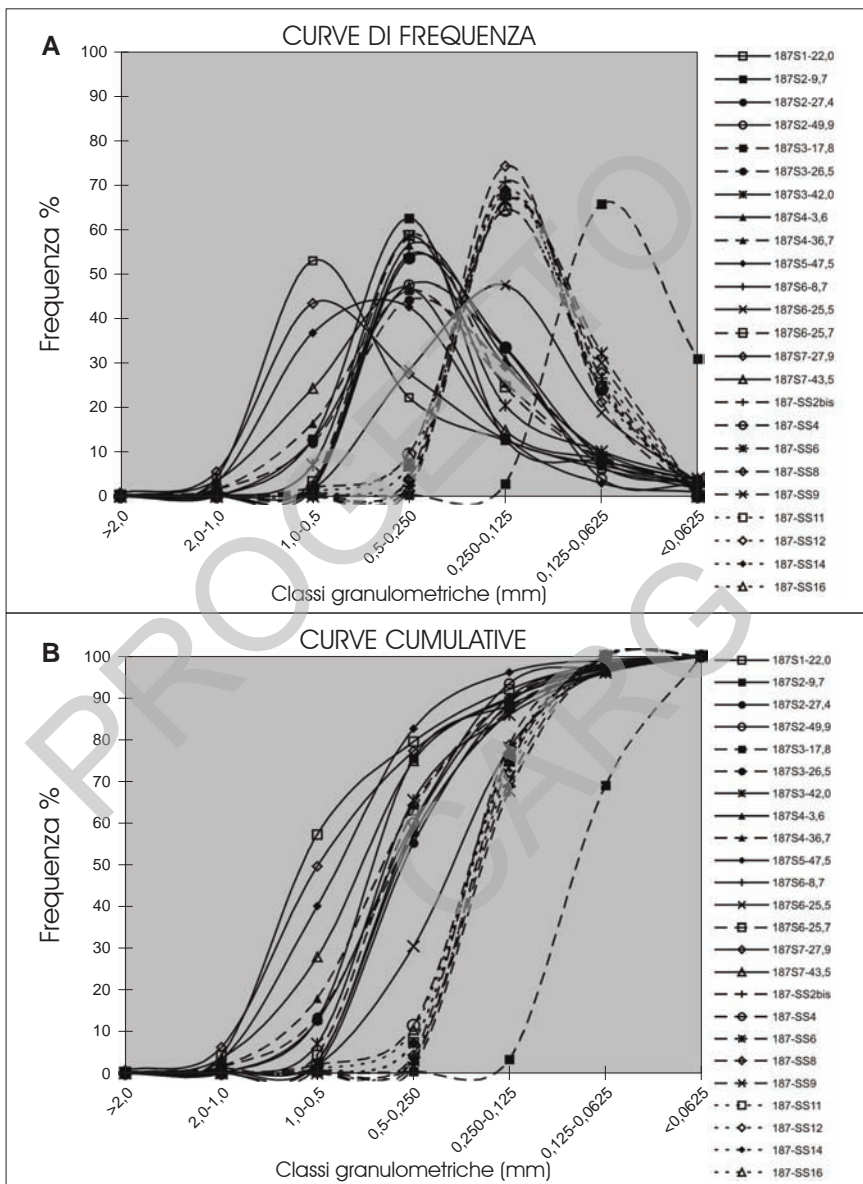 A
CURVE DI FREQUENZA
Frequenza %
100
90
80
70
60
50
40
30
20
10
0
>2,0
2,0-1,0
1,0-0,5
0,5-0,250
0,250-0,125
0,125-0,0625
<0,0625
Classi granulometriche (mm)
187S1-22,0
187S2-9,7
187S2-27,4
187S2-49,9
187S3-17,8
187S3-26,5
187S3-42,0
187S4-3,6
187S4-36,7
187S5-47,5
187S6-8,7
187S6-25,5
187S6-25,7
187S7-27,9
187S7-43,5
187-SS2bis
187-SS4
187-SS6
187-SS8
187-SS9
187-SS11
187-SS12
187-SS14
187-SS16
B
CURVE CUMULATIVE
Frequenza %
100
90
80
70
60
50
40
30
20
10
0
>2,0
2,0-1,0
1,0-0,5
0,5-0,250
0,250-0,125
0,125-0,0625
<0,0625
Classi granulometriche (mm)
187S1-22,0
187S2-9,7
187S2-27,4
187S2-49,9
187S3-17,8
187S3-26,5
187S3-42,0
187S4-3,6
187S4-36,7
187S5-47,5
187S6-8,7
187S6-25,5
187S6-25,7
187S7-27,9
187S7-43,5
187-SS2bis
187-SS4
187-SS6
187-SS8
187-SS9
187-SS11
187-SS12
187-SS14
187-SS16
PROGETTO
CARG